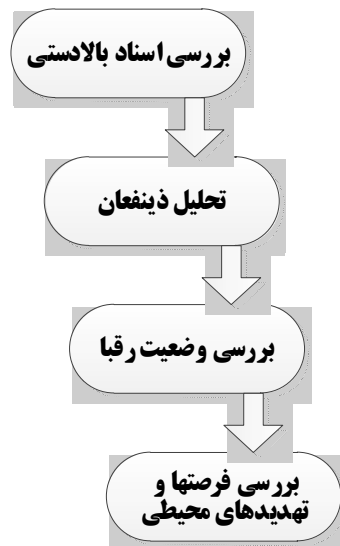 بررسی اسناد بالادستی
تحلیل ذینفعان
بررسی وضعیت رقبا
بررسی فرصتها و
تهدیدهای محیطی